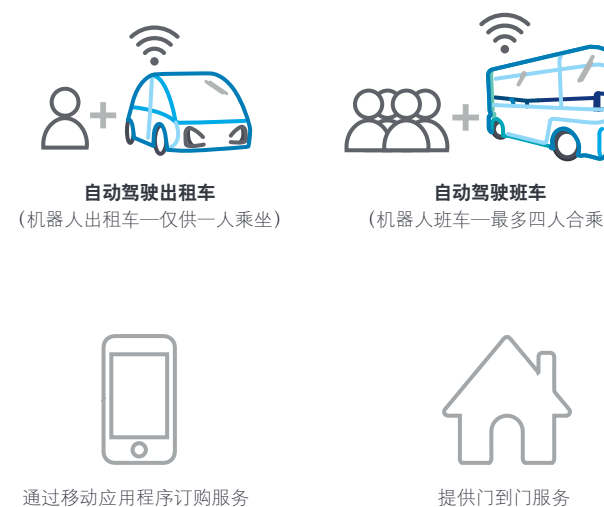 自动驾驶出租车
（机器人出租车—仅供一人乘坐）
自动驾驶班车
（机器人班车—最多四人合乘
通过移动应用程序订购服务
提供门到门服务